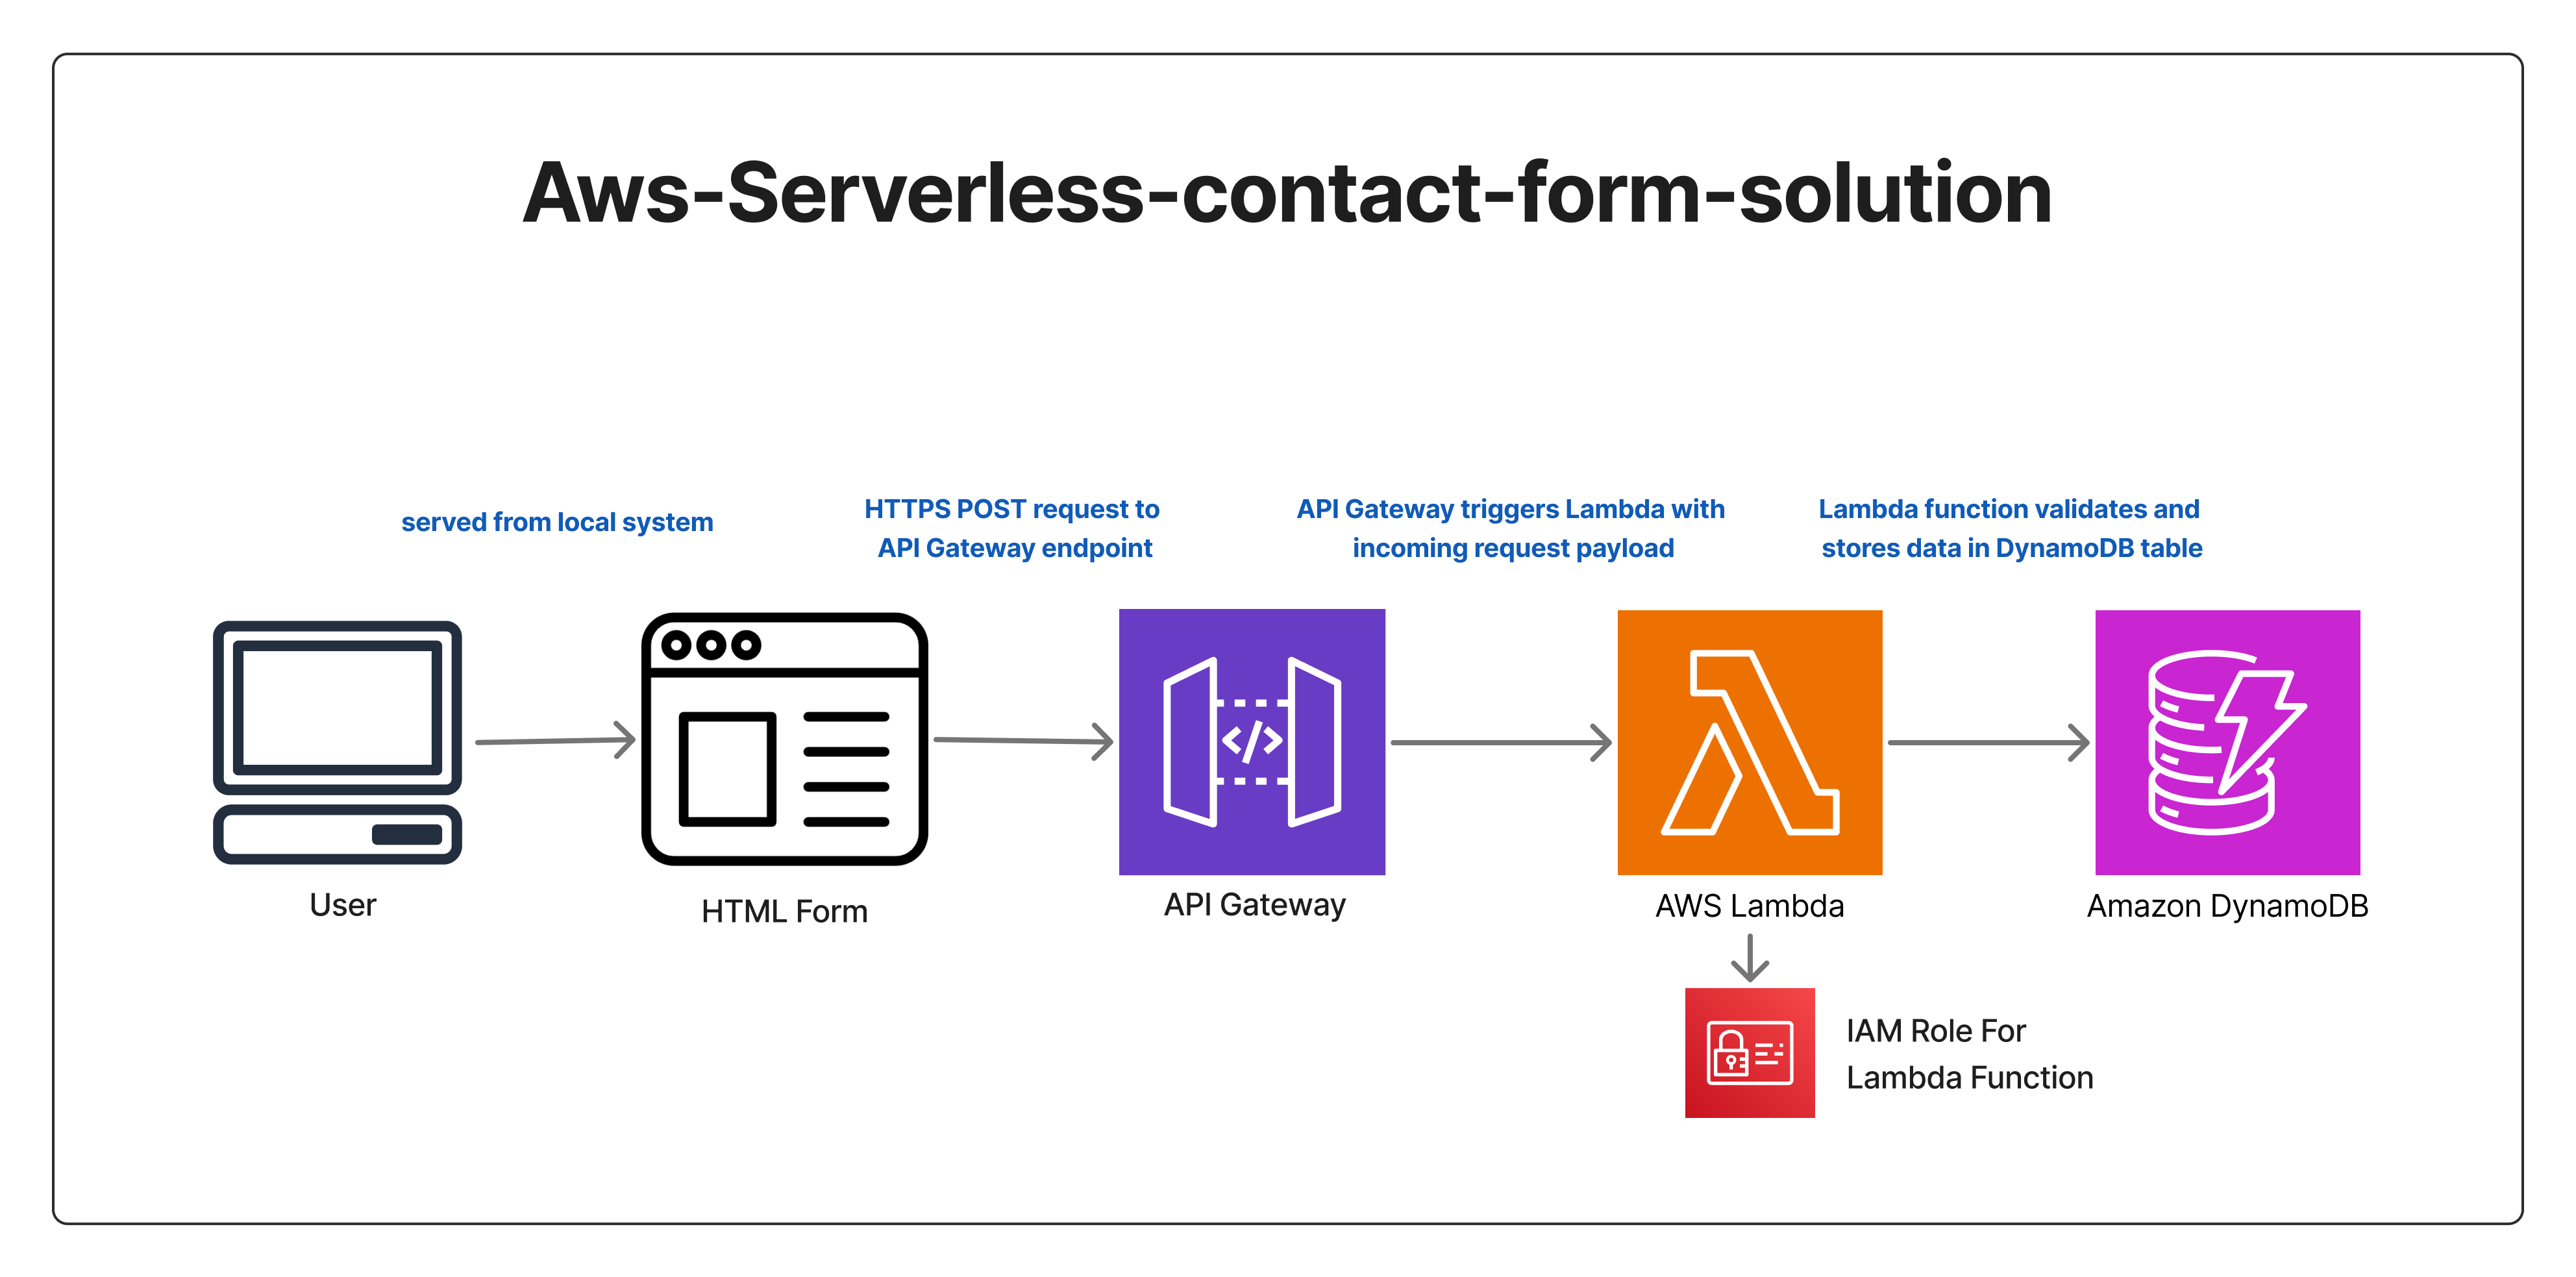 Aws-Serverless-contact-form-solution
served from local system
HTTPS POST request to
API Gateway endpoint
API Gateway triggers Lambda with
incoming request payload
Lambda function validates and
stores data in DynamoDB table
</>
User
HTML Form
API Gateway
AWS Lambda
Amazon DynamoDB
IAM Role For
Lambda Function